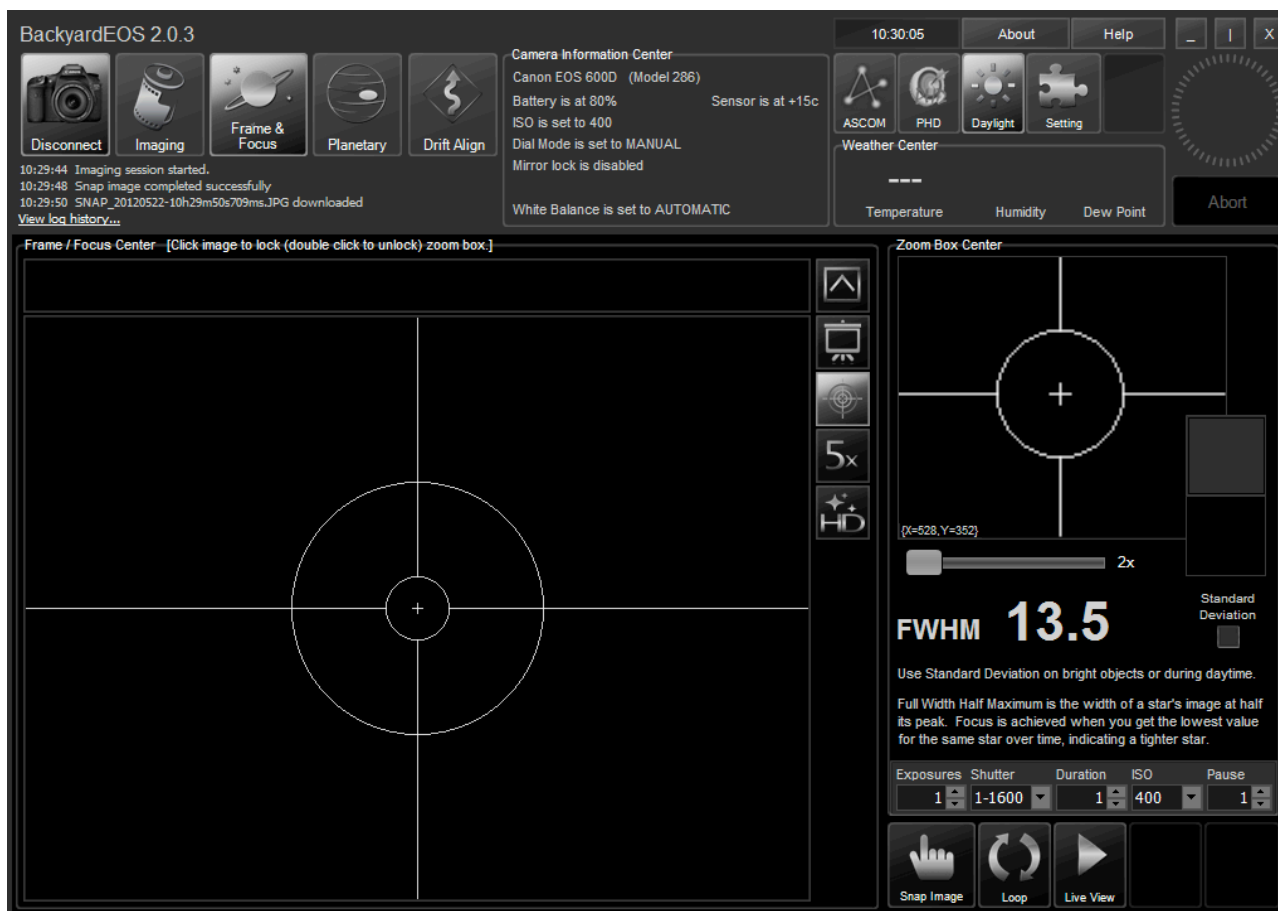 BackyardEOS 2.0.3
10:30:05
About
Help
_
|
X
Disconnect
Imaging
Frame &
Focus
Planetary
Drift Align
10:29:44 Imaging session started.
10:29:48 Snap image completed successfully
10:29:50 SNAP_20120522-10h29m50s709ms.JPG downloaded
View log history...
Camera Information Center
Canon EOS 600D (Model 286)
Battery is at 80% Sensor is at +15c
ISO is set to 400
Dial Mode is set to MANUAL
Mirror lock is disabled
White Balance is set to AUTOMATIC
ASCOM
PHD
Daylight
Setting
Weather Center
---
Temperature Humidity Dew Point
Abort
Frame / Focus Center [Click image to lock (double click to unlock) zoom box.]
5x
HD
Zoom Box Center
{X=528,Y=352}
2x
FWHM 13.5
Standard
Deviation
Use Standard Deviation on bright objects or during daytime.
Full Width Half Maximum is the width of a star's image at half
its peak. Focus is achieved when you get the lowest value
for the same star over time, indicating a tighter star.
Exposures Shutter Duration ISO Pause
1 1-1600 1 400 1
Snap Image
Loop
Live View